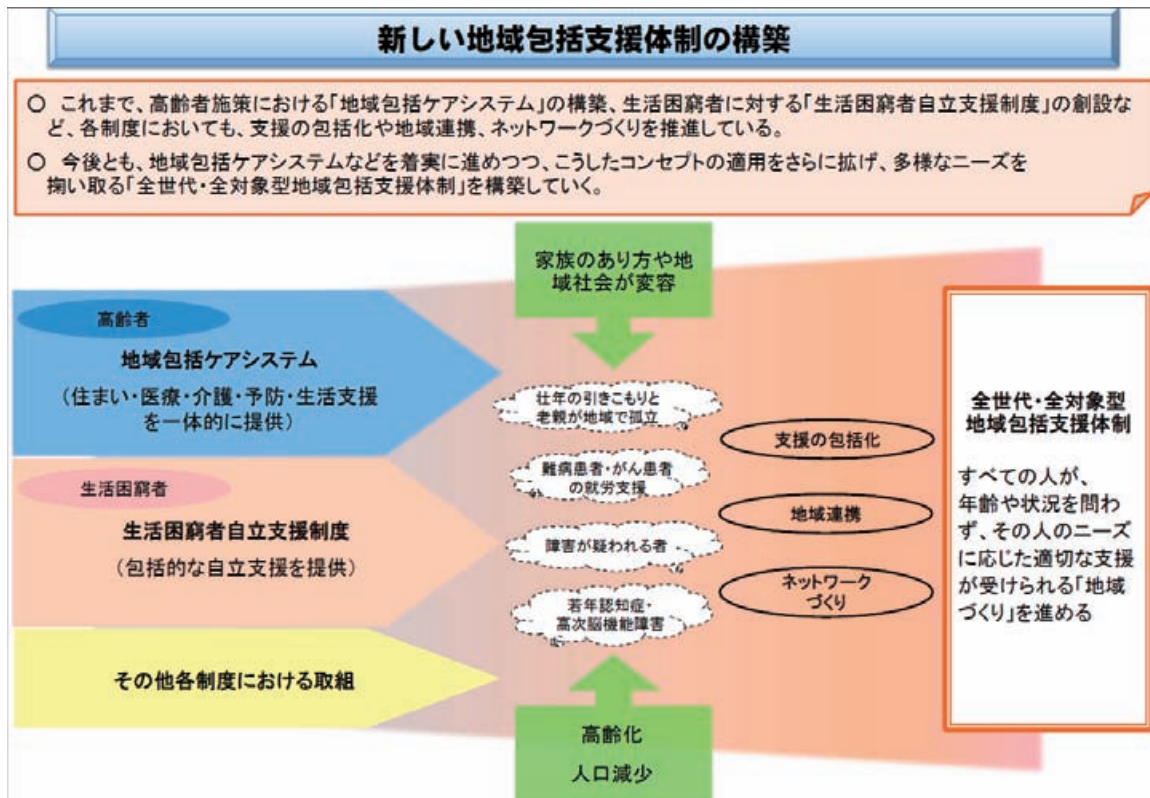 新しい地域包括支援体制の構築
○ これまで、高齢者施策における「地域包括ケアシステム」の構築、生活困窮者に対する「生活困窮者自立支援制度」の創設な
ど、各制度においても、支援の包括化や地域連携、ネットワークづくりを推進している。
○ 今後とも、地域包括ケアシステムなどを着実に進めつつ、こうしたコンセプトの適用をさらに拡げ、多様なニーズを
掬い取る「全世代・全対象型地域包括支援体制」を構築していく。
家族のあり方や地
域社会が変容
高齢者
地域包括ケアシステム
(住まい・医療・介護・予防・生活支援
を一体的に提供)
生活困窮者
生活困窮者自立支援制度
(包括的な自立支援を提供)
その他各制度における取組
壮年の引きこもりと
老親が地域で孤立
難病患者・がん患者
の就労支援
障害が疑われる者
若年認知症・
高次脳機能障害
高齢化
人口減少
支援の包括化
地域連携
ネットワーク
づくり
全世代・全対象型
地域包括支援体制
すべての人が、
年齢や状況を問わ
ず、その人のニーズ
に応じた適切な支援
が受けられる「地域
づくり」を進める